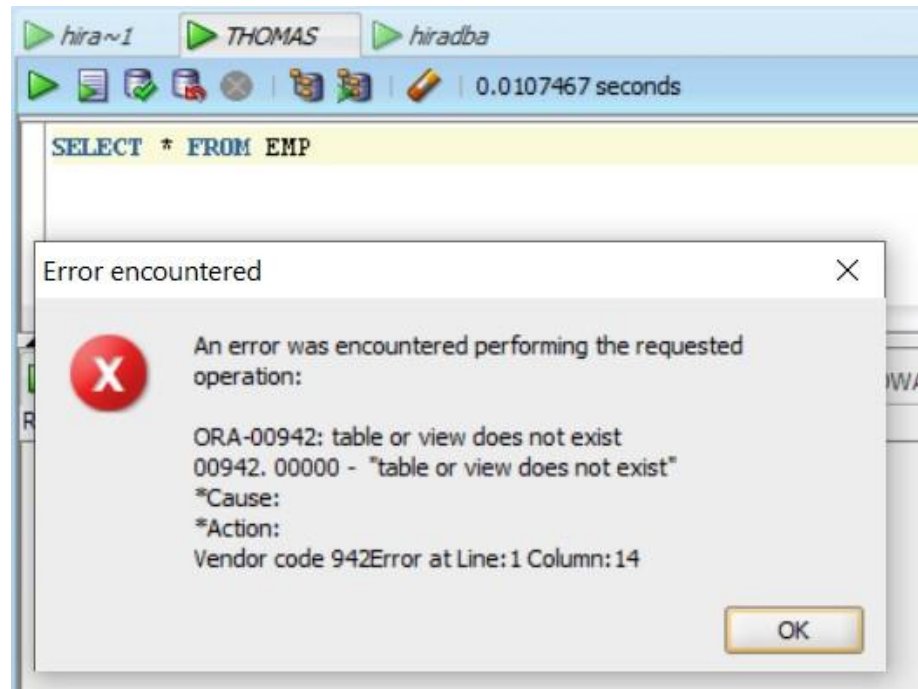 hira~1 THOMAS hiradba
0.0107467 seconds
SELECT * FROM EMP
Error encountered
An error was encountered performing the requested
operation:
ORA-00942: table or view does not exist
00942. 00000 - "table or view does not exist"
*Cause:
*Action:
Vendor code 942Error at Line:1 Column:14
OK